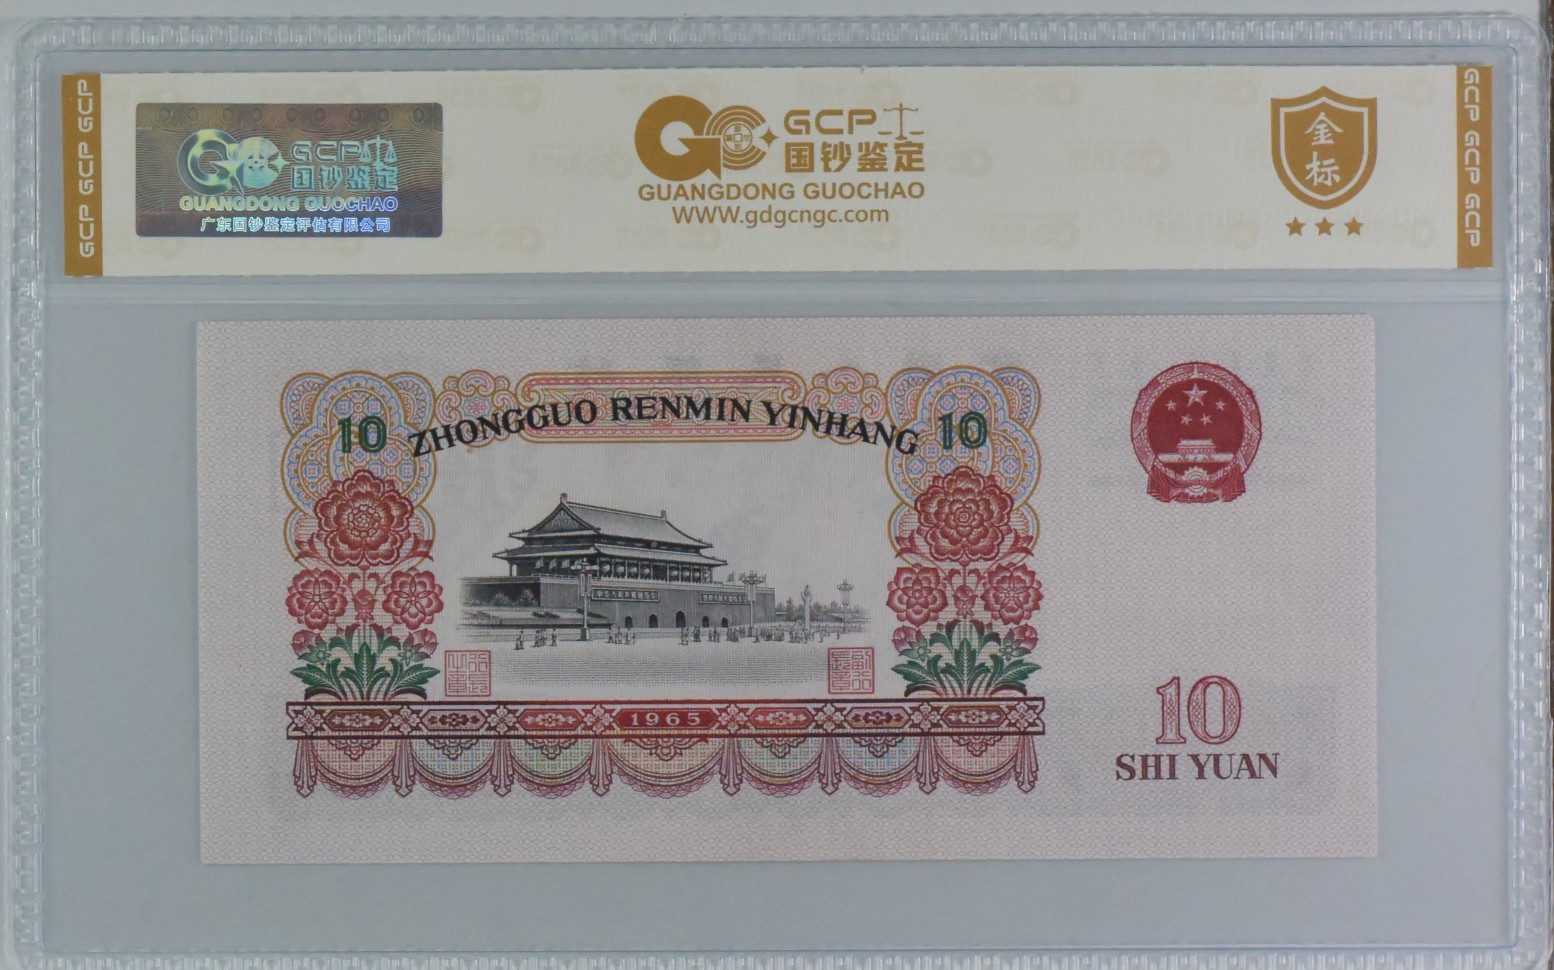 GCP GCP GCP
GCP
国钞鉴定
GUANGDONG GUOCHAO
广东国钞鉴定评估有限公司
GCP
国钞鉴定
GUANGDONG GUOCHAO
WWW.gdgcngc.com
金标
GCP GCP GCP
10 ZHONGGUO RENMIN YINHANG 10
1965
10
SHI YUAN